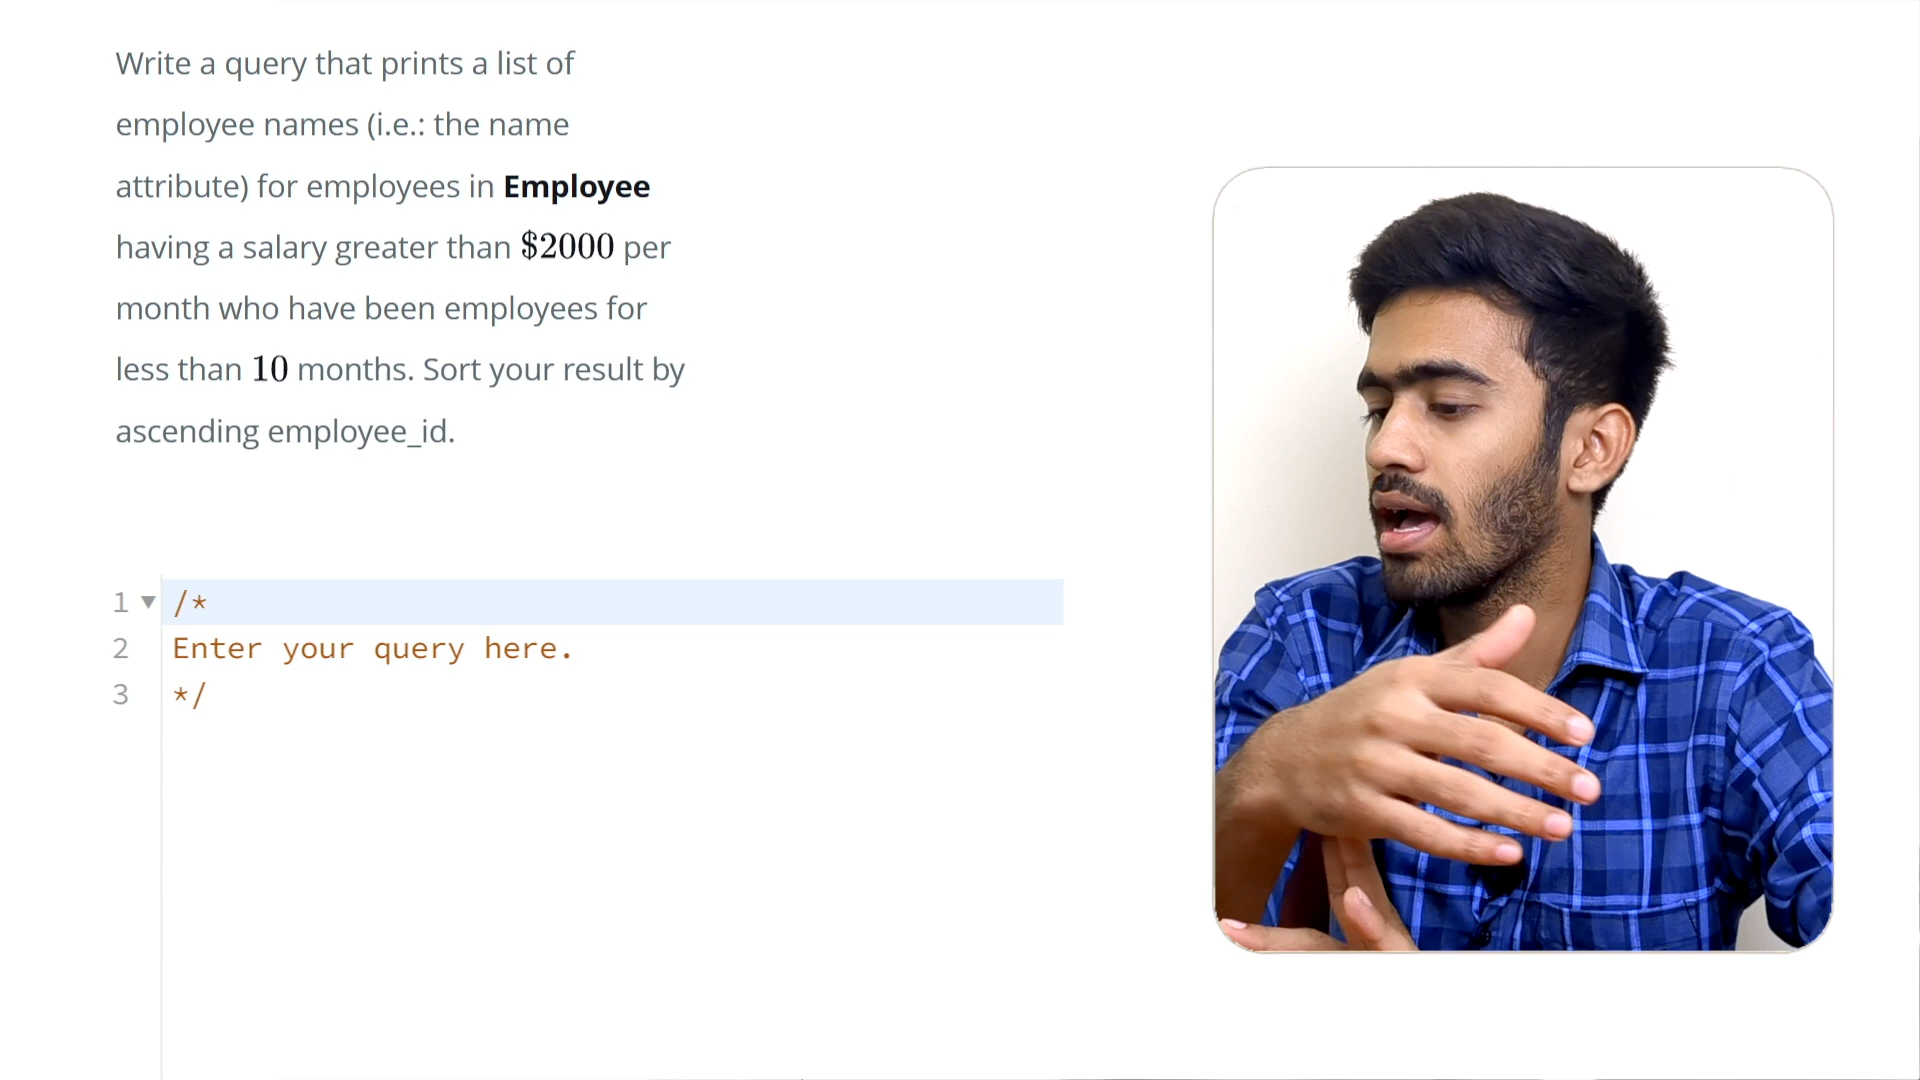 Write a query that prints a list of
employee names (i.e.: the name
attribute) for employees in Employee
having a salary greater than $2000 per
month who have been employees for
less than 10 months. Sort your result by
ascending employee_id.
1 /*
2 Enter your query here.
3 */